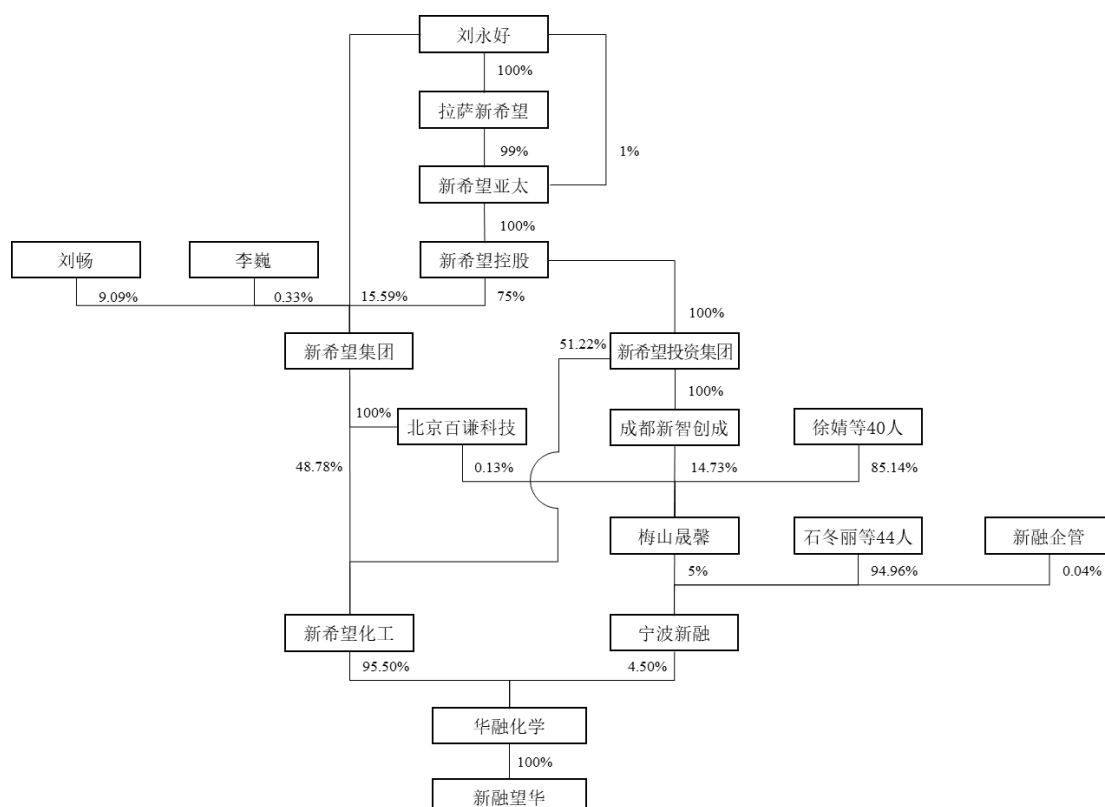 刘永好
100%
拉萨新希望
99%
1%
新希望亚太
100%
刘畅
李巍
新希望控股
9.09%
0.33%
15.59%
75%
100%
新希望集团
51.22%
新希望投资集团
100%
100%
北京百谦科技
成都新智创成
徐婧等40人
48.78%
0.13%
14.73%
85.14%
梅山晟馨
石冬丽等44人
新融企管
5%
94.96%
0.04%
新希望化工
宁波新融
95.50%
4.50%
华融化学
100%
新融望华